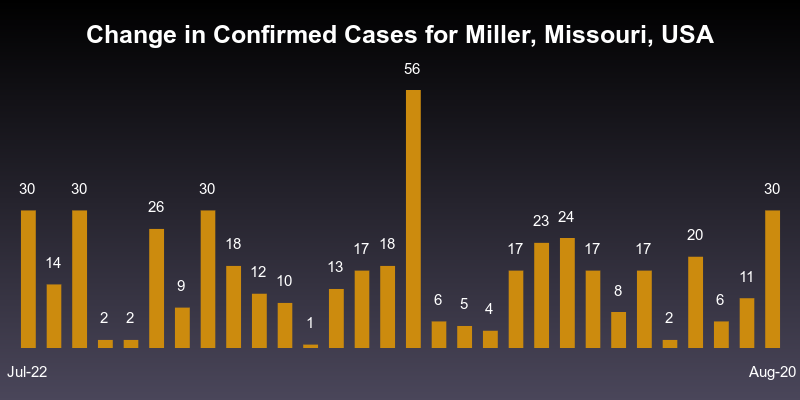 Change in Confirmed Cases for Miller, Missouri, USA
56
30 14 30 2 2 26 9 30 18 12 10 1 13 17 18 6 5 4 17 23 24 17 8 17 2 20 6 11 30
Jul-22 Aug-20